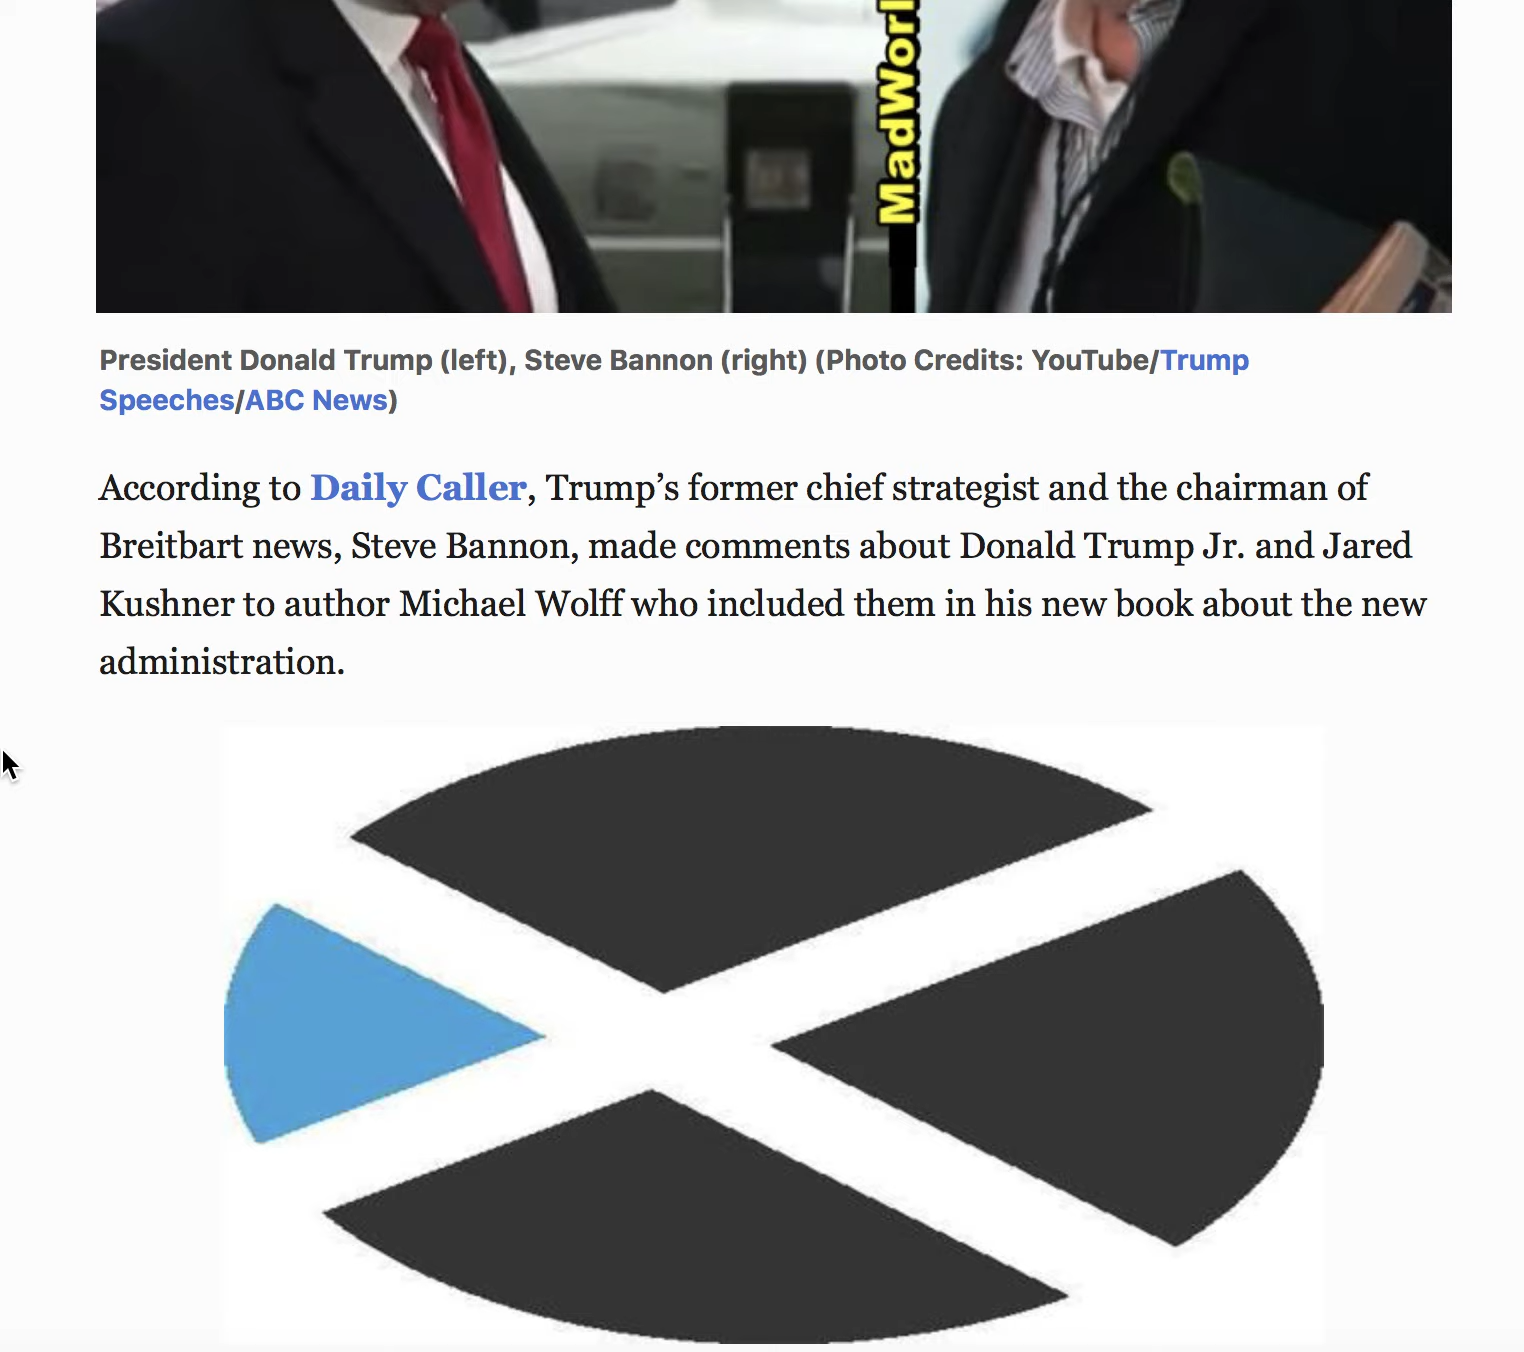 MadWorl
President Donald Trump (left), Steve Bannon (right) (Photo Credits: YouTube/Trump
Speeches/ABC News)
According to Daily Caller, Trump’s former chief strategist and the chairman of
Breitbart news, Steve Bannon, made comments about Donald Trump Jr. and Jared
Kushner to author Michael Wolff who included them in his new book about the new
administration.